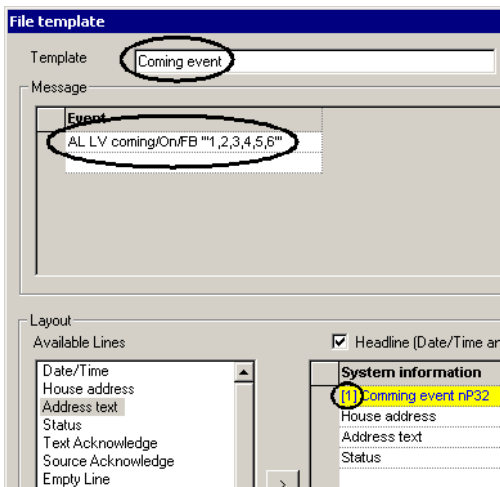 File template
Template
Coming event
Message
Event
AL LV coming/On/FB "'1,2,3,4,5,6'"
Layout
Available Lines
Headline (Date/Time an
Date/Time
House address
Address text
Status
Text Acknowledge
Source Acknowledge
Empty Line
>
System information
[1] Comming event nP32
House address
Address text
Status